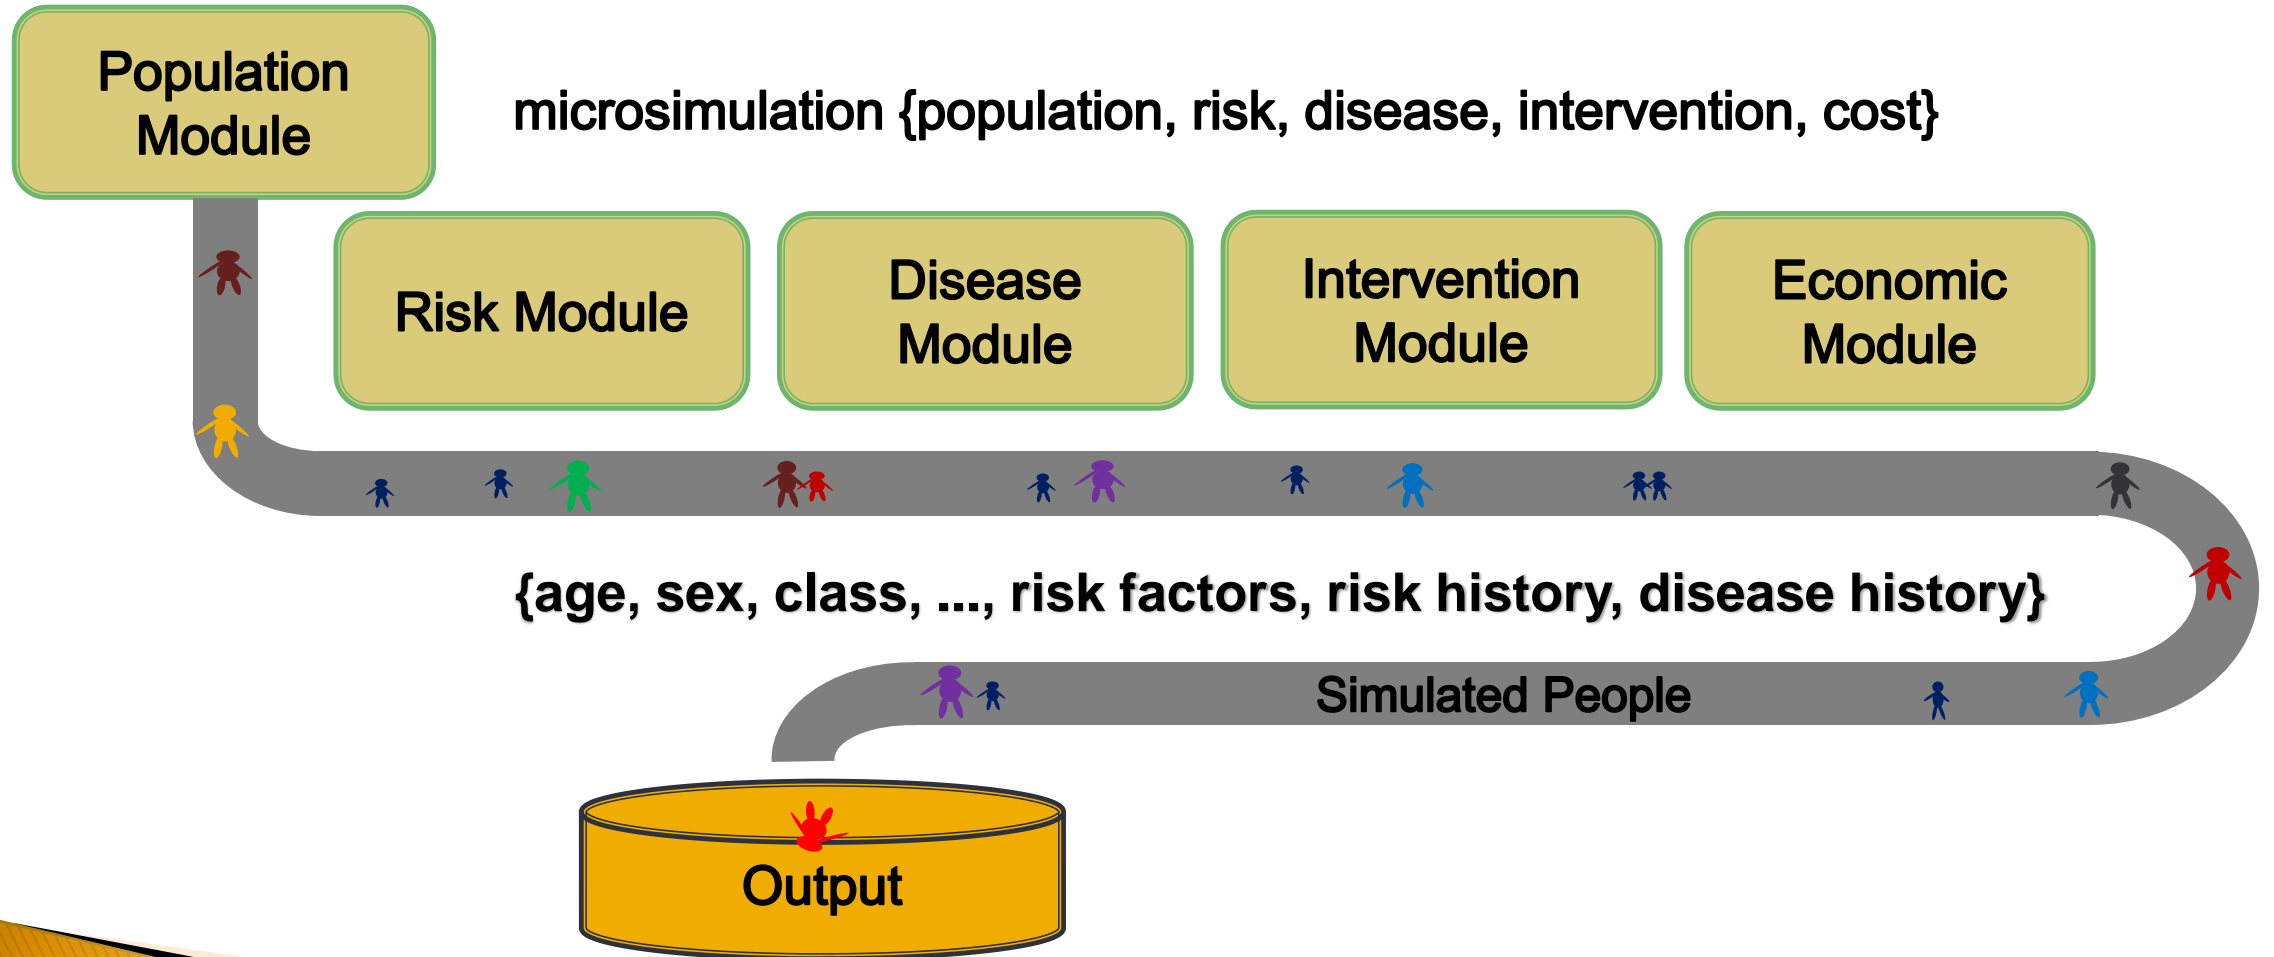 Population
Module
microsimulation {population, risk, disease, intervention, cost}
Risk Module
Disease
Module
Intervention
Module
Economic
Module
{age, sex, class, ..., risk factors, risk history, disease history}
Simulated People
Output